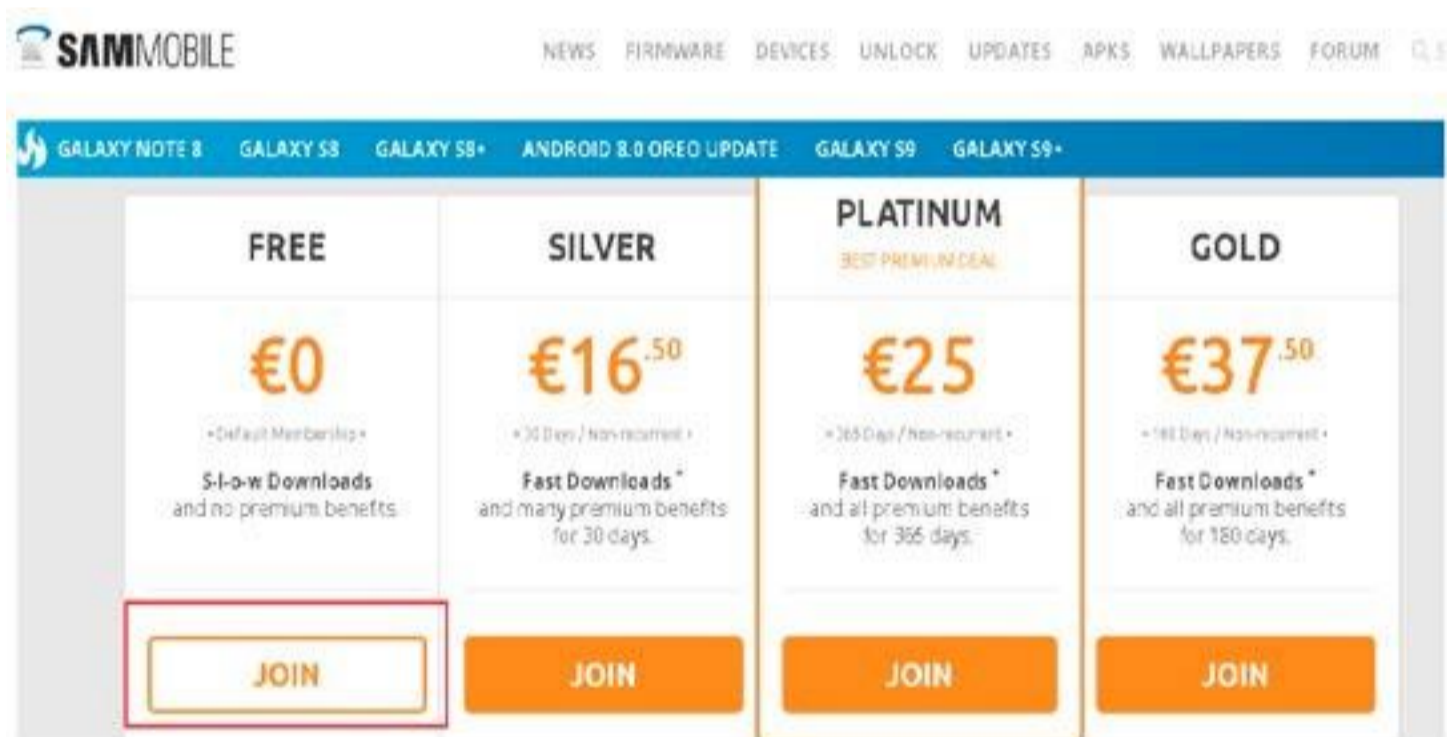 SAMMOBILE
NEWS FIRMWARE DEVICES UNLOCK UPDATES APKS WALLPAPERS FORUM
GALAXY NOTE 8 GALAXY S8 GALAXY S8+ ANDROID 8.0 OREO UPDATE GALAXY S9 GALAXY S9+
FREE
€0
• Default Membership •
S-l-o-w Downloads
and no premium benefits.
JOIN
SILVER
€16.50
• 30 Days / Non-recurrent •
Fast Downloads *
and many premium benefits
for 30 days.
JOIN
PLATINUM
BEST PREMIUM DEAL
€25
• 365 Days / Non-recurrent •
Fast Downloads *
and all premium benefits
for 365 days.
JOIN
GOLD
€37.50
• 180 Days / Non-recurrent •
Fast Downloads *
and all premium benefits
for 180 days.
JOIN